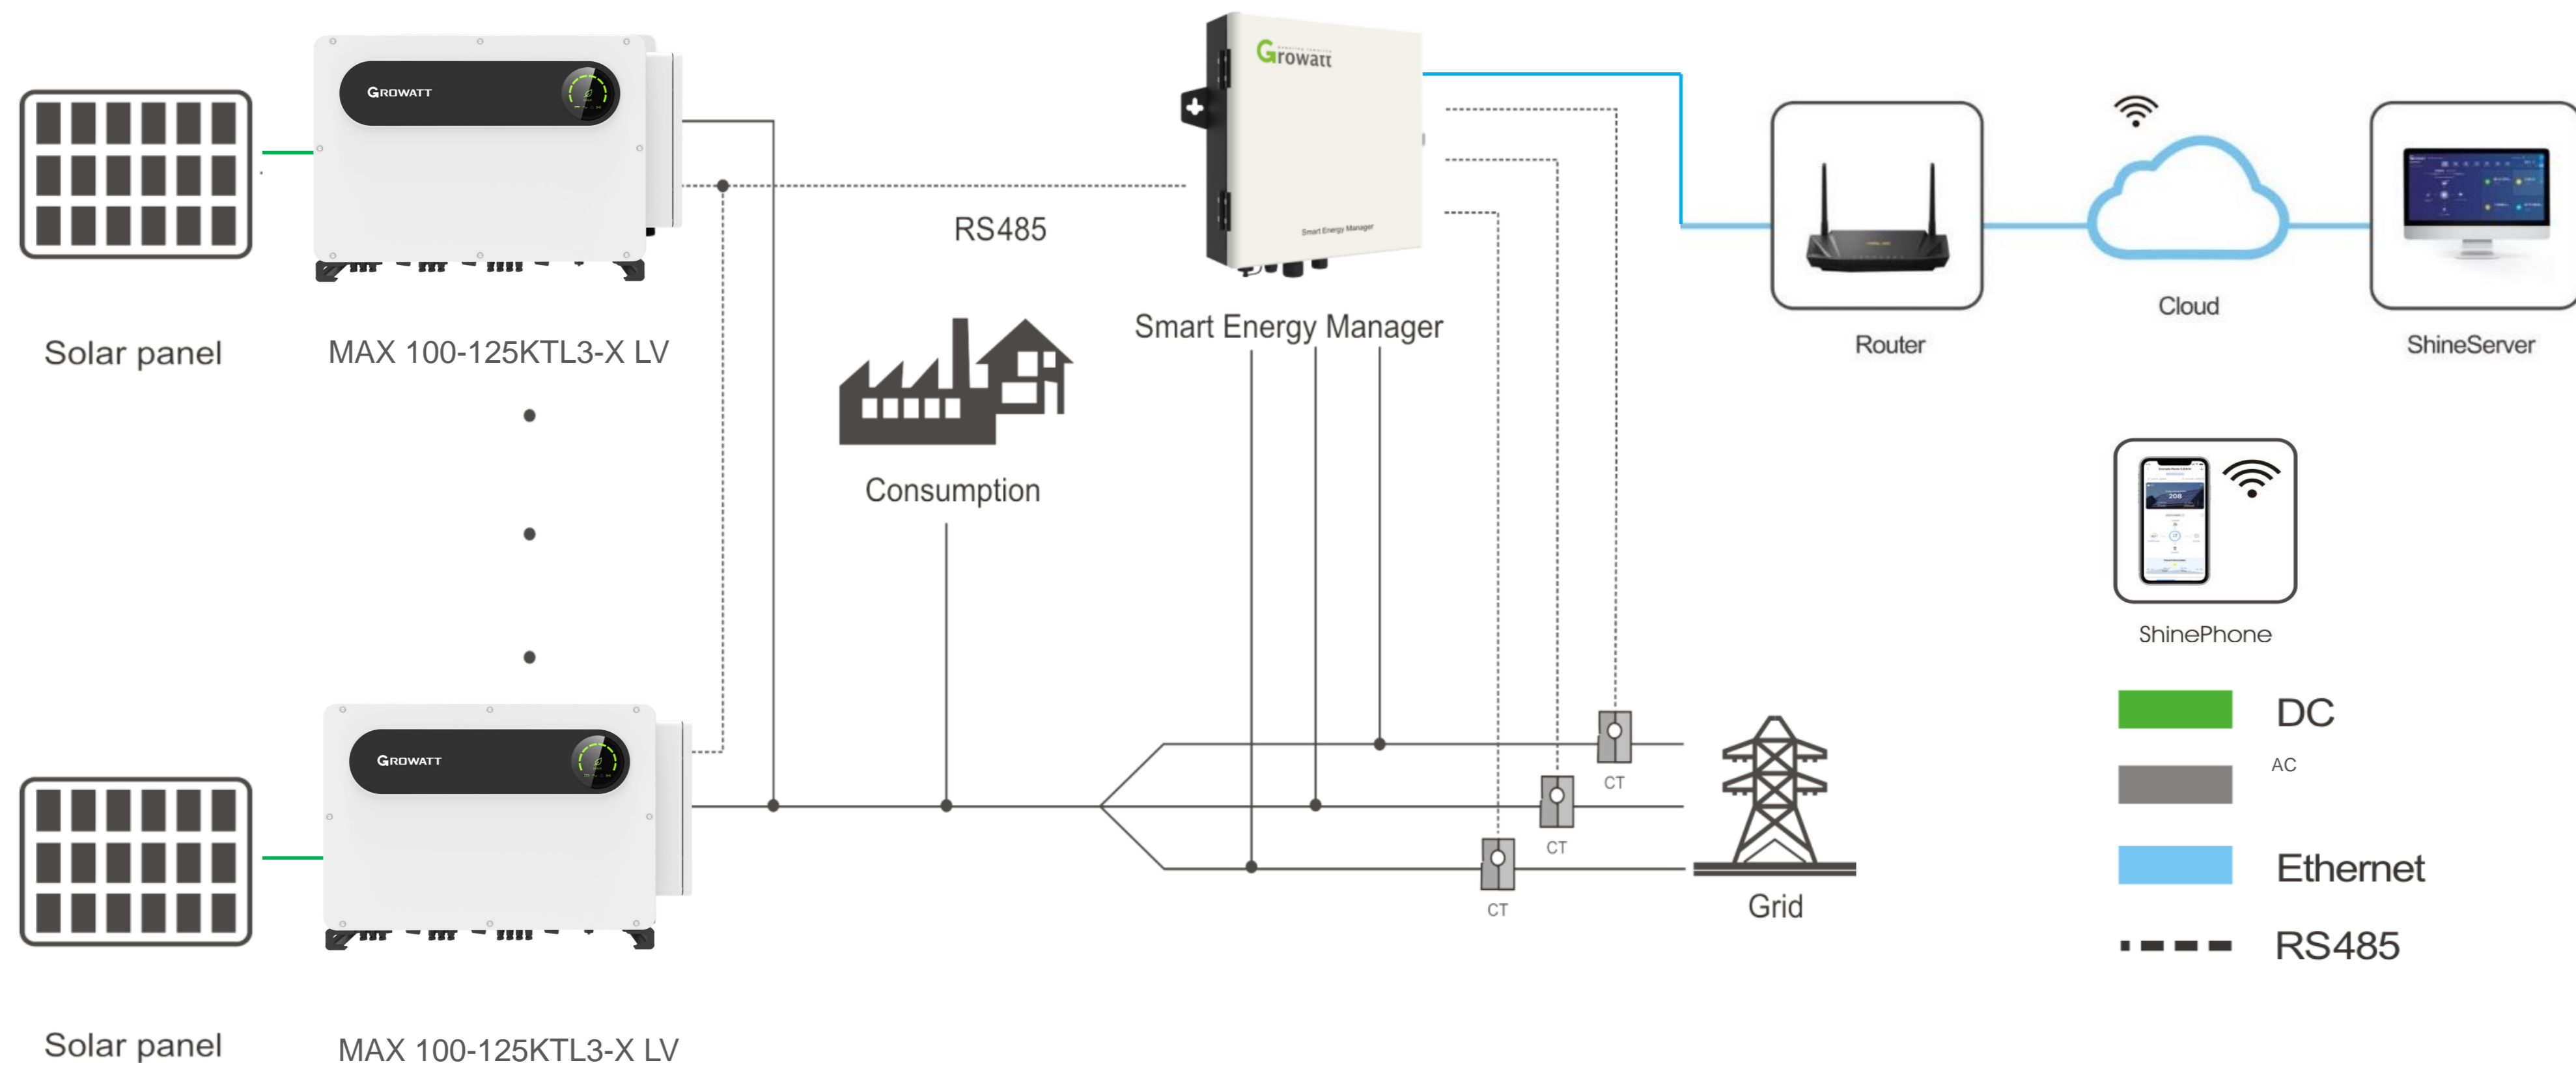 GROWATT
Growatt
Smart Energy Manager
RS485
Solar panel
MAX 100-125KTL3-X LV
Smart Energy Manager
Router
Cloud
ShineServer
Consumption
208
ShinePhone
GROWATT
CT
CT
CT
Grid
DC
AC
Ethernet
RS485
Solar panel
MAX 100-125KTL3-X LV